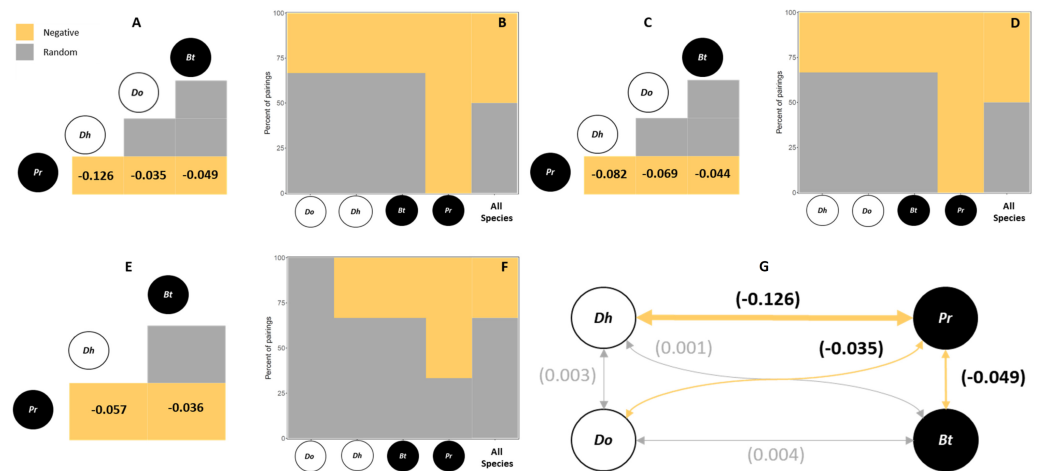 Negative
Random
A
Bt
Do
Dh
Pr
-0.126 -0.035 -0.049
B
Percent of pairings
100
75
50
25
0
Do Dh Bt Pr All
Species
C
Bt
Do
Dh
Pr
-0.082 -0.069 -0.044
D
Percent of pairings
100
75
50
25
0
Dh Do Bt Pr All
Species
E
Bt
Dh
Pr
-0.057 -0.036
F
Percent of pairings
100
75
50
25
0
Do Dh Bt Pr All
Species
G
(-0.126)
Dh Pr
(0.001) (-0.035)
(0.003) (-0.049)
Do Bt
(0.004)